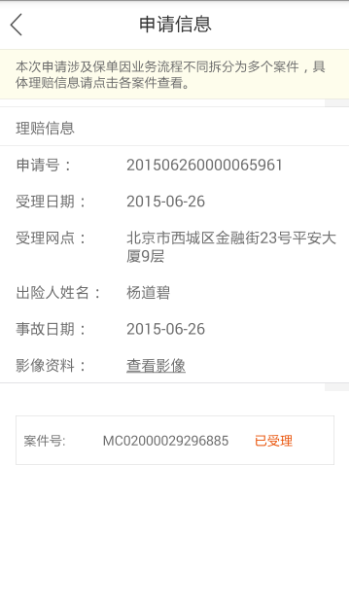 申请信息
本次申请涉及保单因业务流程不同拆分为多个案件，具
体理赔信息请点击各案件查看。
理赔信息
申请号： 201506260000065961
受理日期： 2015-06-26
受理网点： 北京市西城区金融街23号平安大
厦9层
出险人姓名： 杨道碧
事故日期： 2015-06-26
影像资料： 查看影像
案件号: MC02000029296885 已受理